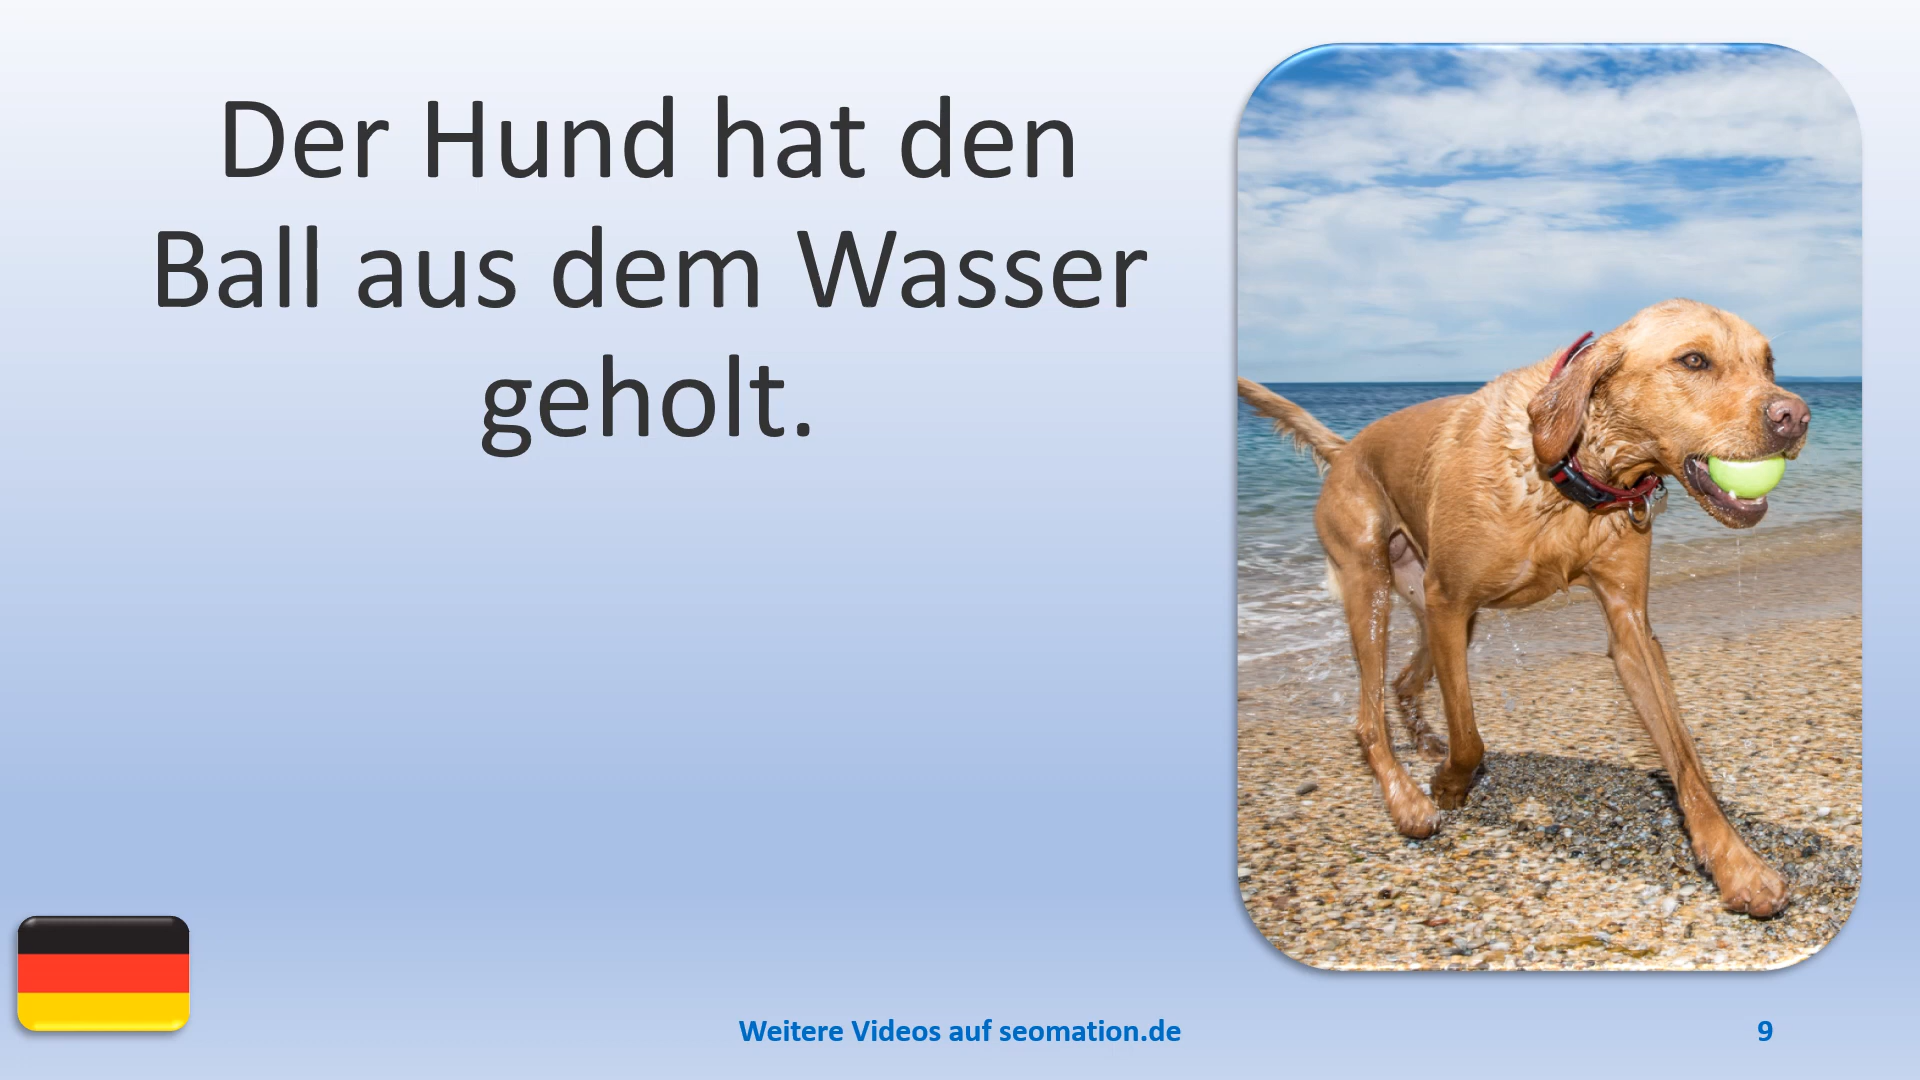 Der Hund hat den
Ball aus dem Wasser
geholt.
Weitere Videos auf seomation.de
9